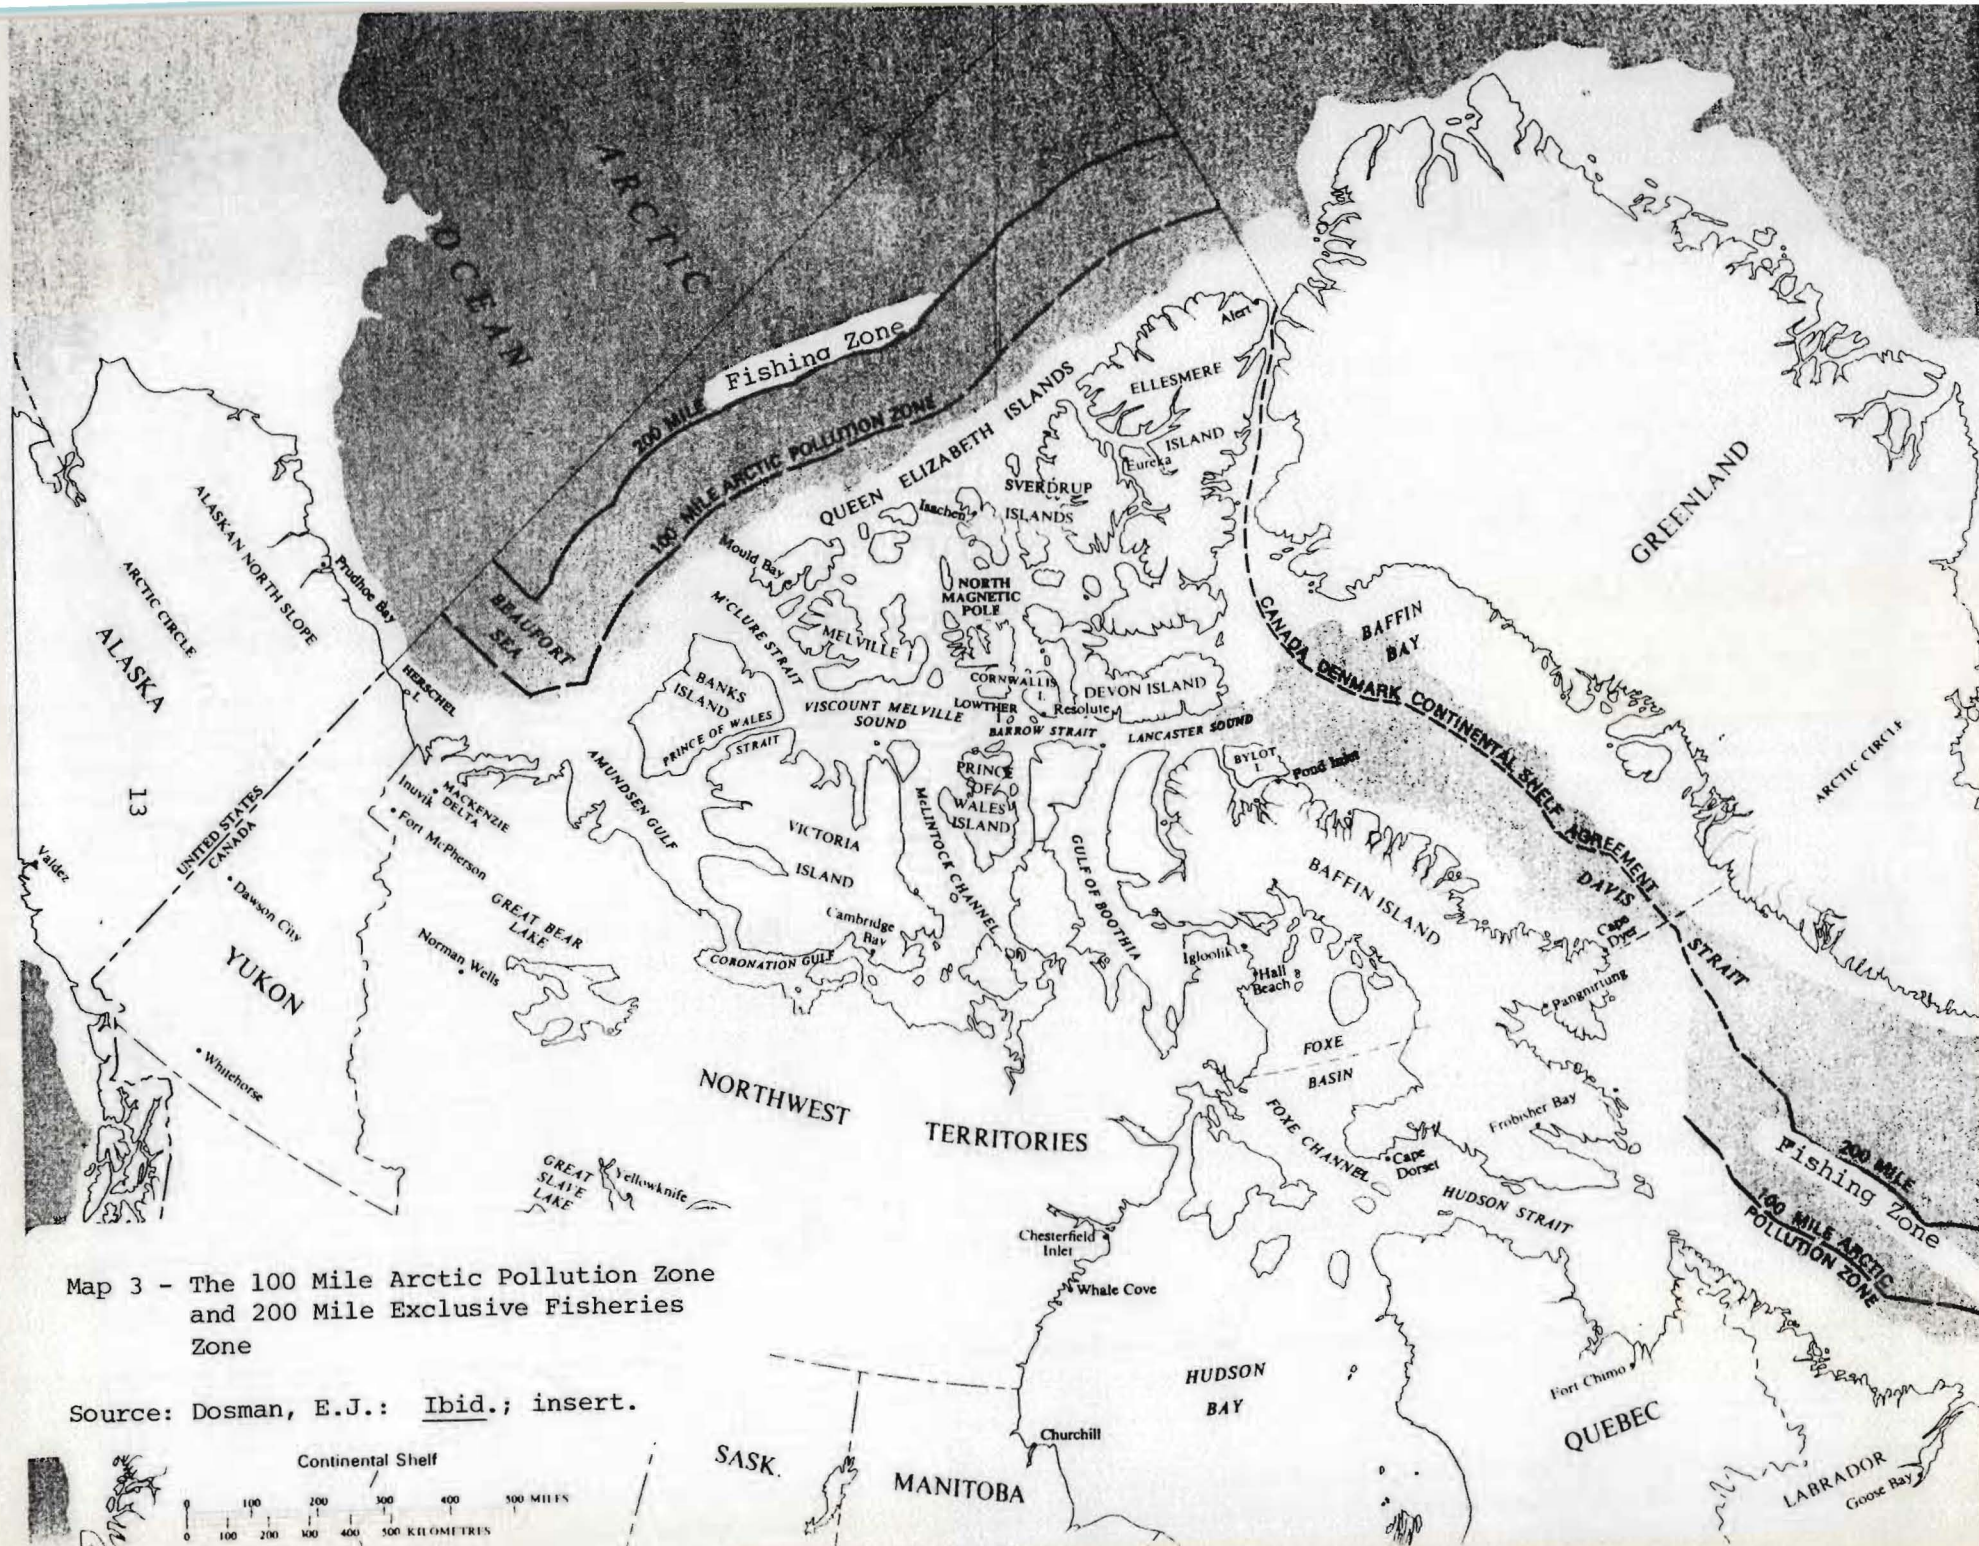 ARCTIC
OCEAN
200 MILE
Fishing Zone
100 MILE ARCTIC POLLUTION ZONE
BEAUFORT
SEA
QUEEN ELIZABETH ISLANDS
Alert
ELLESMERE
ISLAND
Eureka
SVERDRUP
ISLANDS
Isachen
Mould Bay
M'CLURE STRAIT
MELVILLE I
NORTH
MAGNETIC
POLE
CORNWALLIS
I.
DEVON ISLAND
LOWTHER
I
Resolute
BANKS
ISLAND
PRINCE OF WALES
STRAIT
VISCOUNT MELVILLE
SOUND
BARROW STRAIT
LANCASTER SOUND
BYLOT
I.
Pond Inlet
PRINCE
OF
WALES
ISLAND
McLINTOCK CHANNEL
GULF OF BOOTHIA
VICTORIA
ISLAND
Cambridge
Bay
CORONATION GULF
AMUNDSEN GULF
ALASKAN NORTH SLOPE
ARCTIC CIRCLE
ALASKA
Prudhoe Bay
HERSCHEL
I.
13
UNITED STATES
CANADA
Valdez
Inuvik
MACKENZIE
DELTA
Fort McPherson
Dawson City
YUKON
Whitehorse
GREAT BEAR
LAKE
Norman Wells
NORTHWEST TERRITORIES
GREAT
SLAVE
LAKE
Yellowknife
GREENLAND
BAFFIN
BAY
CANADA DENMARK CONTINENTAL SHELF AGREEMENT
ARCTIC CIRCLE
DAVIS
STRAIT
BAFFIN ISLAND
Cape
Dyer
Pangnirtung
Igloolik
Hall
Beach
FOXE
BASIN
FOXE CHANNEL
Frobisher Bay
Cape
Dorset
HUDSON STRAIT
200 MILE
Fishing Zone
100 MILE ARCTIC
POLLUTION ZONE
Chesterfield
Inlet
Whale Cove
HUDSON
BAY
Churchill
Fort Chimo
QUEBEC
LABRADOR
Goose Bay
SASK.
MANITOBA
Map 3 - The 100 Mile Arctic Pollution Zone
and 200 Mile Exclusive Fisheries
Zone
Source: Dosman, E.J.: Ibid.; insert.
Continental Shelf
0 100 200 300 400 500 MILES
0 100 200 300 400 500 KILOMETRES